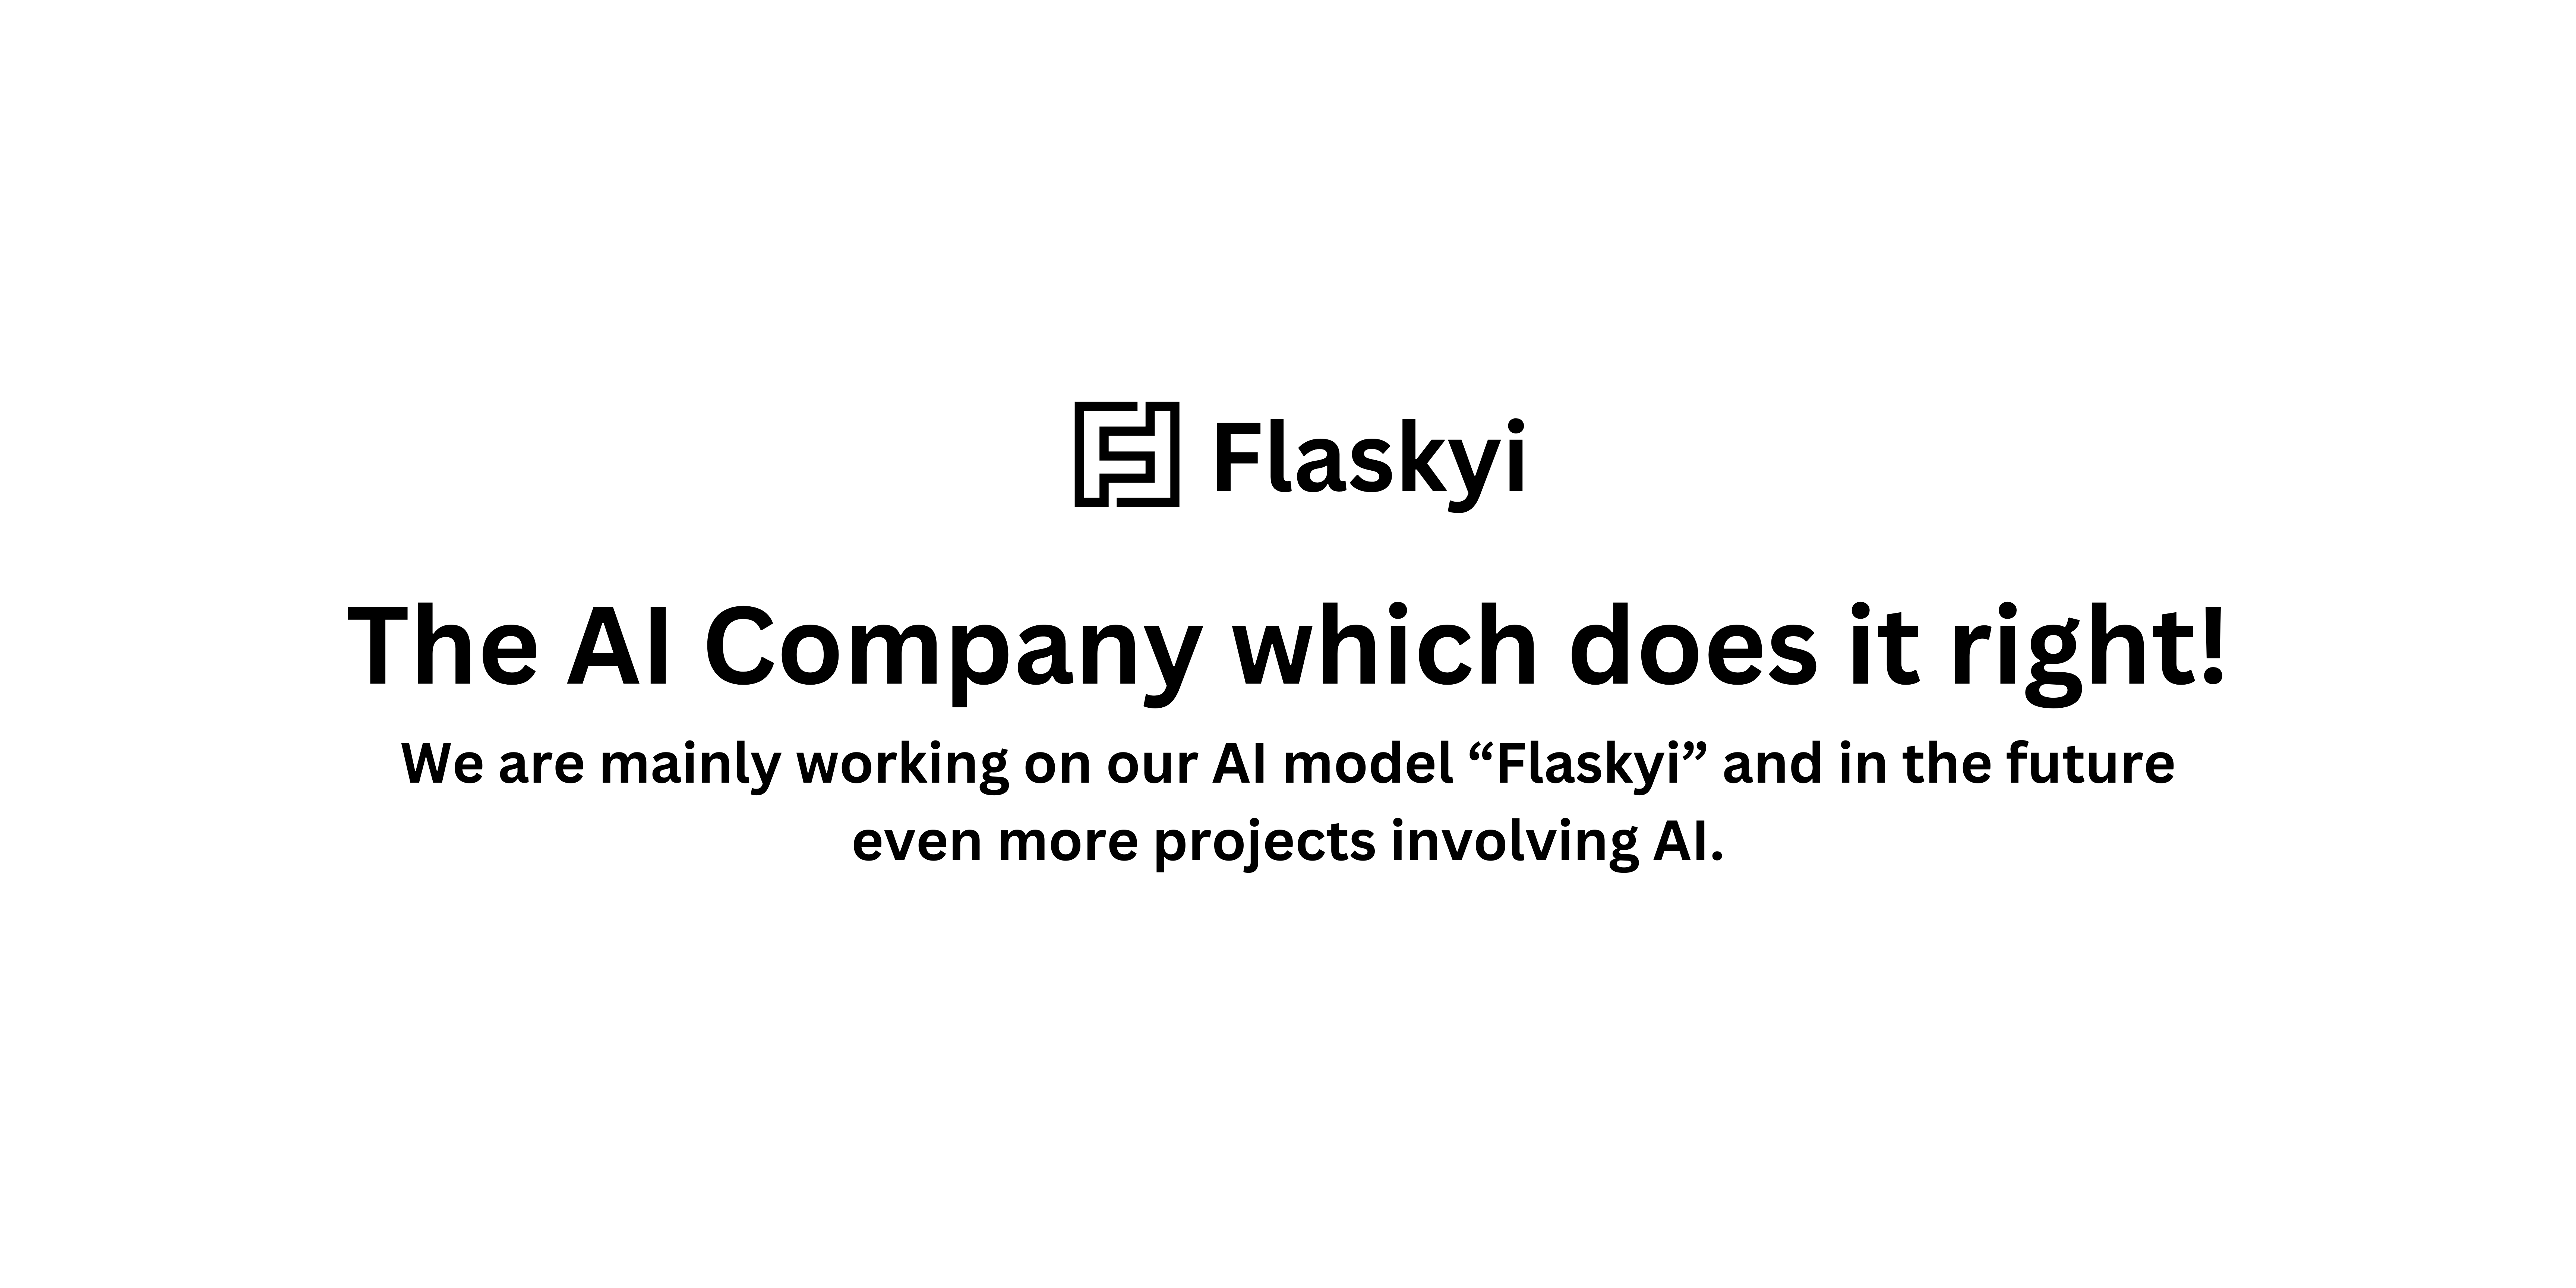 Flaskyi
The AI Company which does it right!
We are mainly working on our AI model “Flaskyi” and in the future
even more projects involving AI.